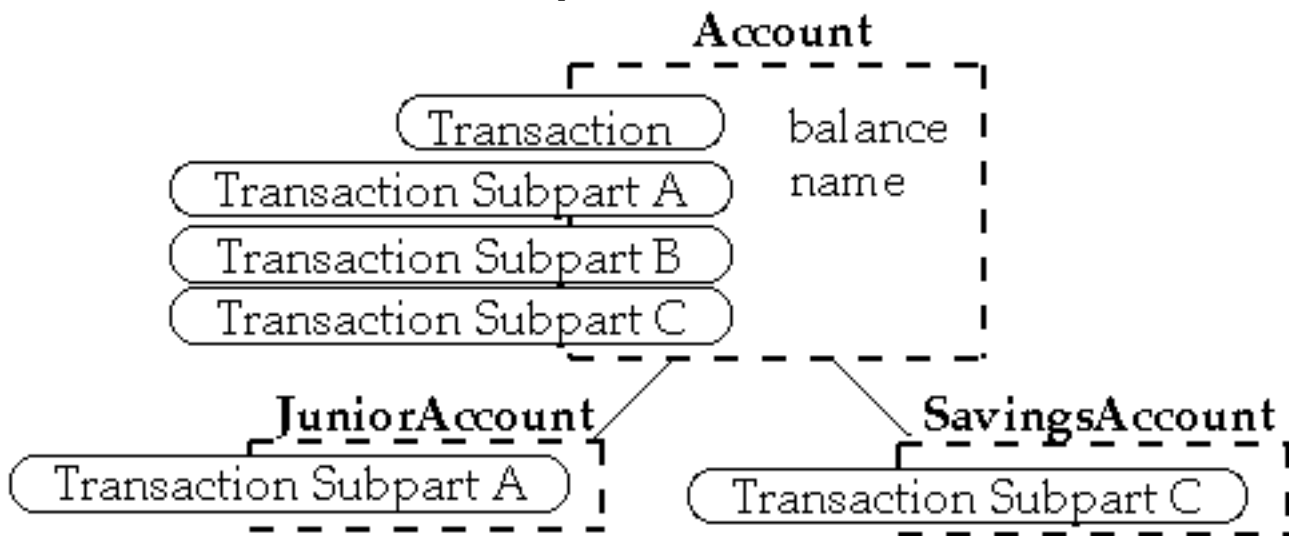 Account
Transaction
balance
Transaction Subpart A
name
Transaction Subpart B
Transaction Subpart C
JuniorAccount
SavingsAccount
Transaction Subpart A
Transaction Subpart C